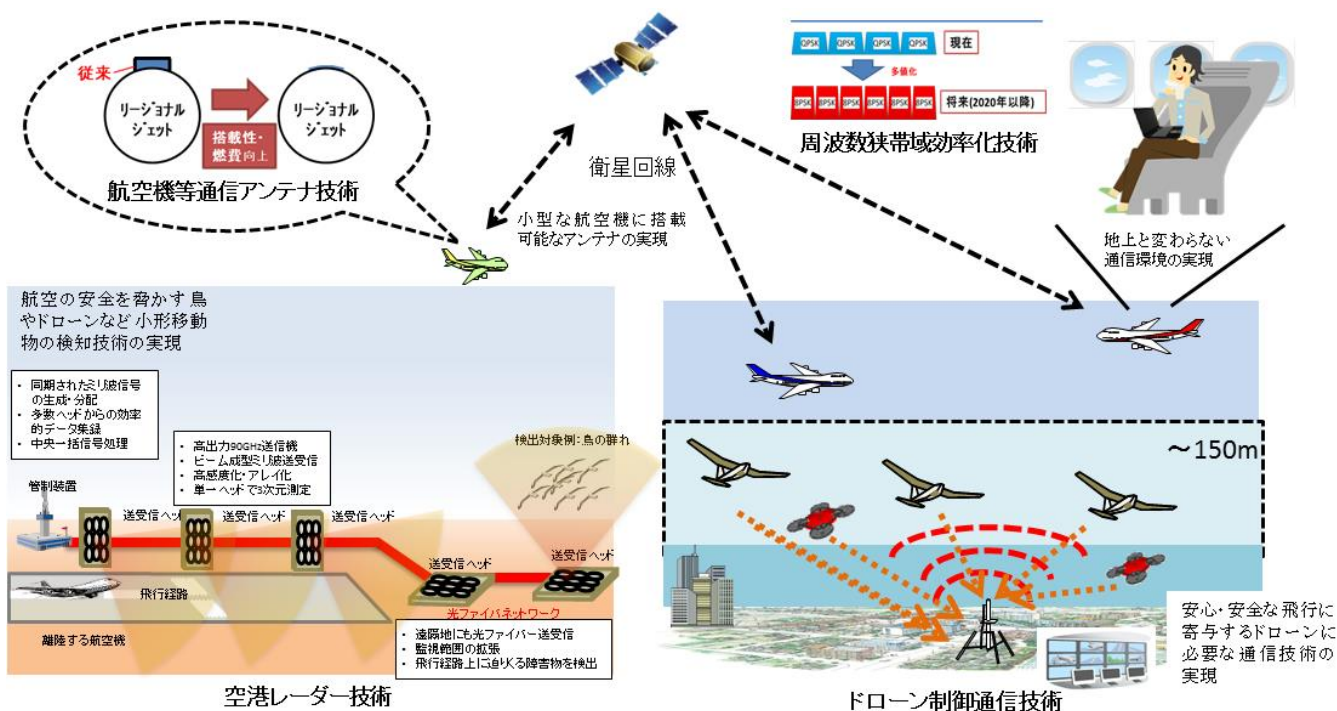 従来
リージョナル
ジェット
搭載性・
燃費向上
リージョナル
ジェット
航空機等通信アンテナ技術
衛星回線
小型な航空機に搭載
可能なアンテナの実現
QPSK QPSK QPSK QPSK
現在
多値化
8PSK 8PSK 8PSK 8PSK 8PSK 8PSK
将来(2020年以降)
周波数狭帯域効率化技術
地上と変わらない
通信環境の実現
航空の安全を脅かす鳥
やドローンなど小形移動
物の検知技術の実現
• 同期されたミリ波信号
の生成・分配
• 多数ヘッドからの効率
的データ集録
• 中央一括信号処理
• 高出力90GHz送信機
• ビーム成型ミリ波送受信
• 高感度化・アレイ化
• 単一ヘッドで3次元測定
検出対象例：鳥の群れ
管制装置
送受信ヘッド
送受信ヘッド
送受信ヘッド
送受信ヘッド
送受信ヘッド
飛行経路
光ファイバネットワーク
離陸する航空機
• 遠隔地にも光ファイバー送受信
• 監視範囲の拡張
• 飛行経路上に迫りくる障害物を検出
空港レーダー技術
～150m
安心・安全な飛行に
寄与するドローンに
必要な通信技術の
実現
ドローン制御通信技術